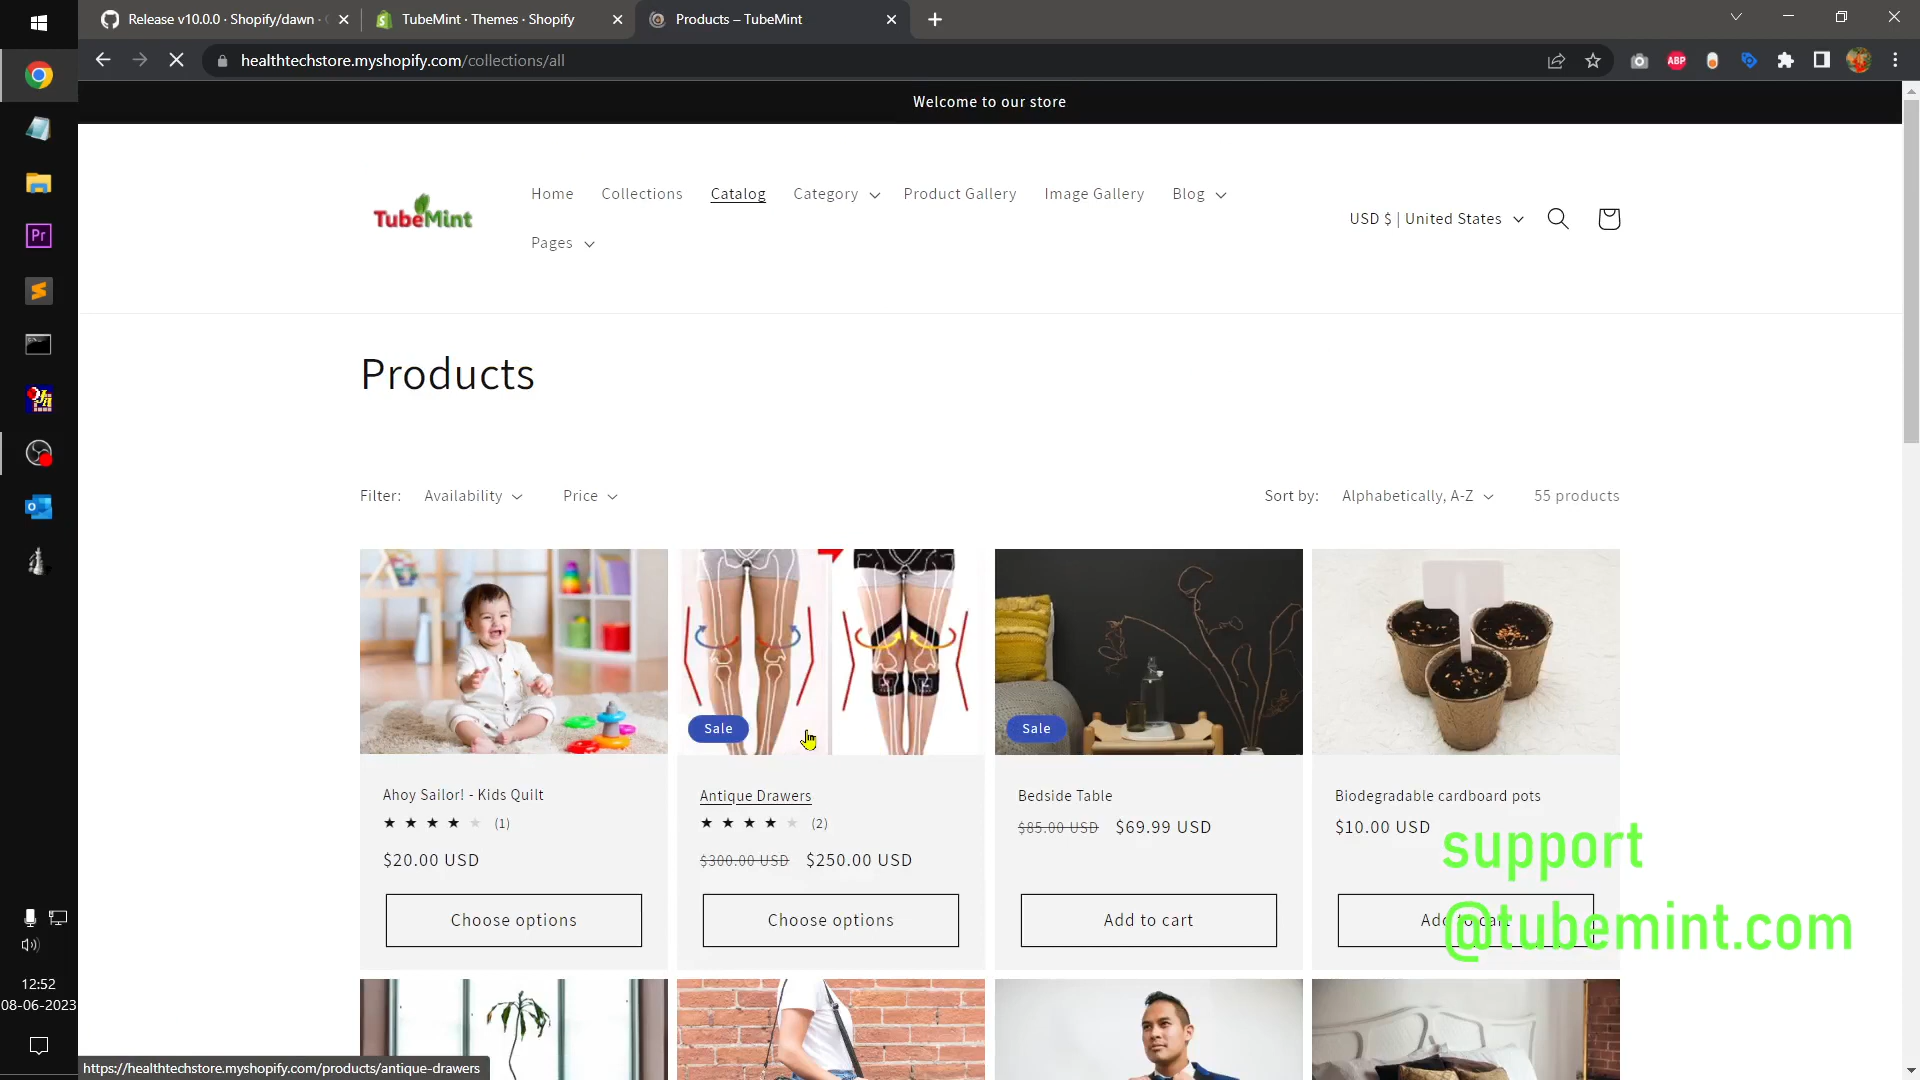 Release v10.0.0 · Shopify/dawn ·
TubeMint · Themes · Shopify
Products – TubeMint
healthtechstore.myshopify.com/collections/all
ABP
Welcome to our store
TubeMint
Home
Collections
Catalog
Category
Product Gallery
Image Gallery
Blog
Pages
USD $ | United States
Pr
Products
Filter:
Availability
Price
Sort by:
Alphabetically, A-Z
55 products
Sale
Sale
Ahoy Sailor! - Kids Quilt
(1)
$20.00 USD
Choose options
Antique Drawers
(2)
$300.00 USD $250.00 USD
Choose options
Bedside Table
$85.00 USD $69.99 USD
Add to cart
Biodegradable cardboard pots
$10.00 USD
Add to cart
support
@tubemint.com
12:52
08-06-2023
https://healthtechstore.myshopify.com/products/antique-drawers